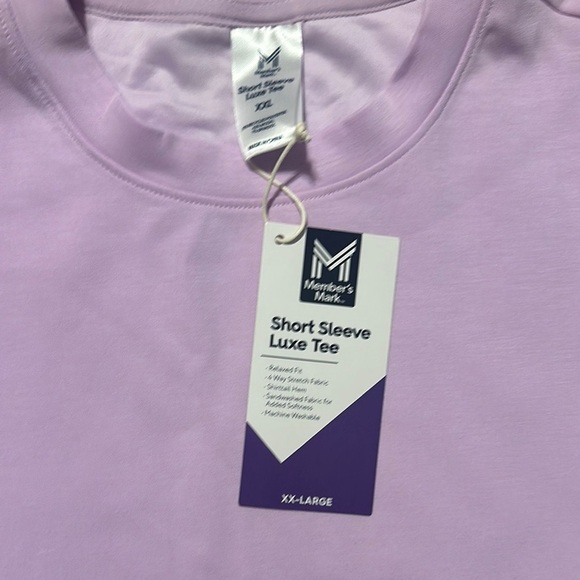 Member's
Mark
Short Sleeve
Luxe Tee
XXL
Member's
Mark™
Short Sleeve
Luxe Tee
- Relaxed Fit
- 4 Way Stretch Fabric
- Shirttail Hem
- Sandwashed Fabric for
Added Softness
- Machine Washable
XX-LARGE